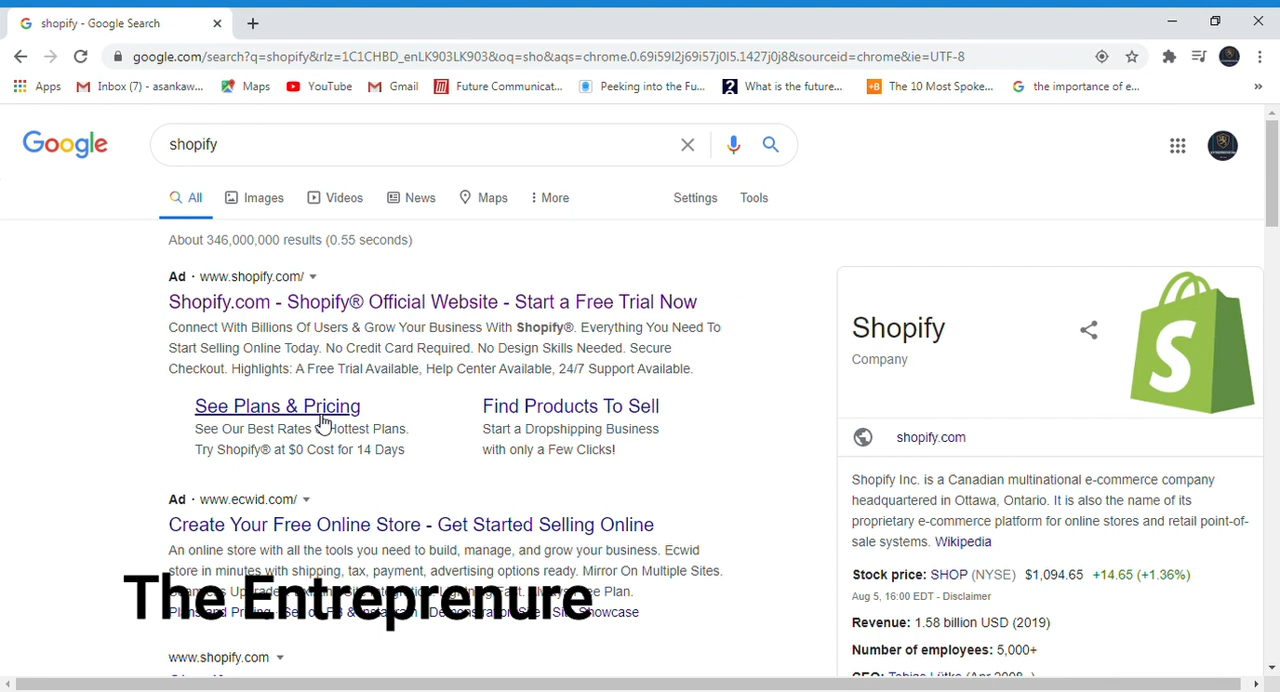 shopify - Google Search
google.com/search?q=shopify&rlz=1C1CHBD_enLK903LK903&oq=sho&aqs=chrome.0.69i59l2j69i57j0l5.1427j0j8&sourceid=chrome&ie=UTF-8
Apps Inbox (7) - asankaw... Maps YouTube Gmail Future Communicat... Peeking into the Fu... What is the future... The 10 Most Spoke... the importance of e... »
Google
shopify
All Images Videos News Maps More Settings Tools
About 346,000,000 results (0.55 seconds)
Ad · www.shopify.com/
Shopify.com - Shopify® Official Website - Start a Free Trial Now
Connect With Billions Of Users & Grow Your Business With Shopify®. Everything You Need To
Start Selling Online Today. No Credit Card Required. No Design Skills Needed. Secure
Checkout. Highlights: A Free Trial Available, Help Center Available, 24/7 Support Available.
See Plans & Pricing
See Our Best Rates Hottest Plans.
Try Shopify® at $0 Cost for 14 Days
Find Products To Sell
Start a Dropshipping Business
with only a Few Clicks!
Ad · www.ecwid.com/
Create Your Free Online Store - Get Started Selling Online
An online store with all the tools you need to build, manage, and grow your business. Ecwid
store in minutes with shipping, tax, payment, advertising options ready. Mirror On Multiple Sites.
Plan.
Site Showcase
The Entreprenure
www.shopify.com
Shopify
Company
S
shopify.com
Shopify Inc. is a Canadian multinational e-commerce company
headquartered in Ottawa, Ontario. It is also the name of its
proprietary e-commerce platform for online stores and retail point-of-
sale systems. Wikipedia
Stock price: SHOP (NYSE) $1,094.65 +14.65 (+1.36%)
Aug 5, 16:00 EDT - Disclaimer
Revenue: 1.58 billion USD (2019)
Number of employees: 5,000+